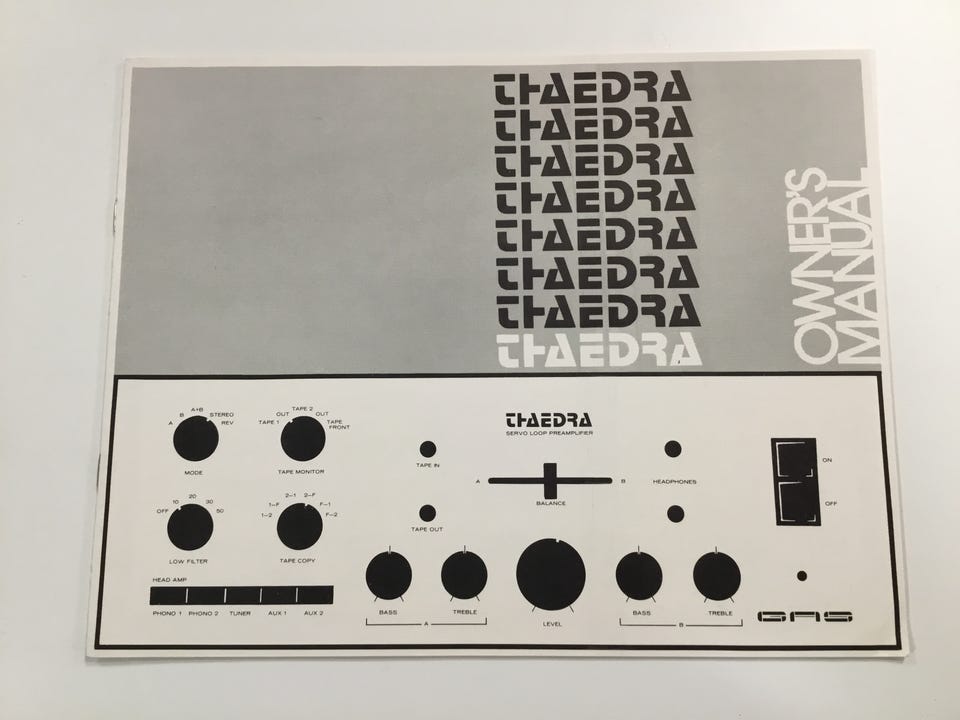 THAEDRA
THAEDRA
THAEDRA
THAEDRA
THAEDRA
THAEDRA
THAEDRA
THAEDRA
OWNER'S
MANUAL
A B A+B STEREO REV
MODE
TAPE 1 OUT TAPE 2 OUT TAPE FRONT
TAPE MONITOR
OFF 10 20 30 50
LOW FILTER
1-2 1-F 2-1 2-F F-1 F-2
TAPE COPY
HEAD AMP
PHONO 1 PHONO 2 TUNER AUX 1 AUX 2
TAPE IN
TAPE OUT
THAEDRA
SERVO LOOP PREAMPLIFIER
A B
BALANCE
HEADPHONES
BASS TREBLE
A
LEVEL
BASS TREBLE
B
ON
OFF
GAS